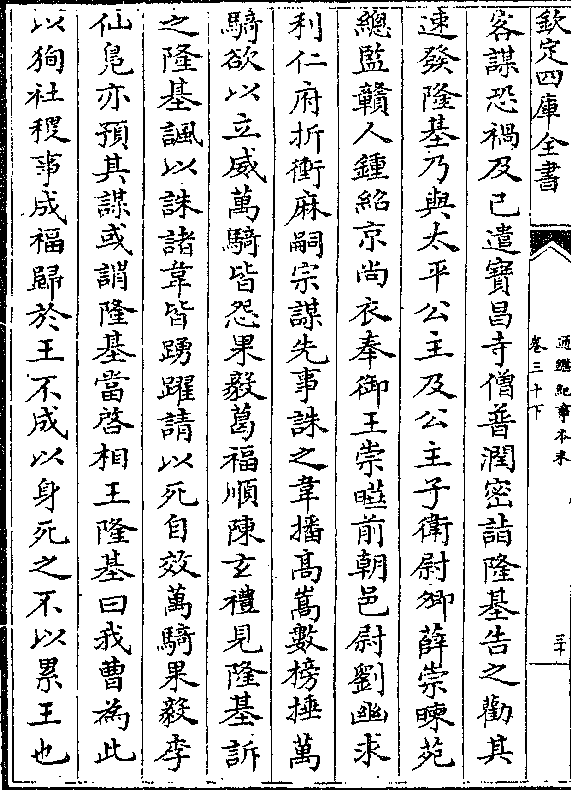 欽定四庫全書
通鑑紀事本末
卷三十下
三十
客謀恐禍及己遣寶昌寺僧普潤密詣隆基告之勸其
速發隆基乃與太平公主及公主子衛尉卿薛崇暕苑
總監贛人鍾紹京尚衣奉御王崇曄前朝邑尉劉幽求
利仁府折衝麻嗣宗謀先事誅之韋播高嵩數榜捶萬
騎欲以立威萬騎皆怨果毅葛福順陳玄禮見隆基訴
之隆基諷以誅諸韋皆踴躍請以死自效萬騎果毅李
仙鳧亦預其謀或謂隆基當啓相王隆基曰我曹為此
以狥社稷事成福歸於王不成以身死之不以累王也